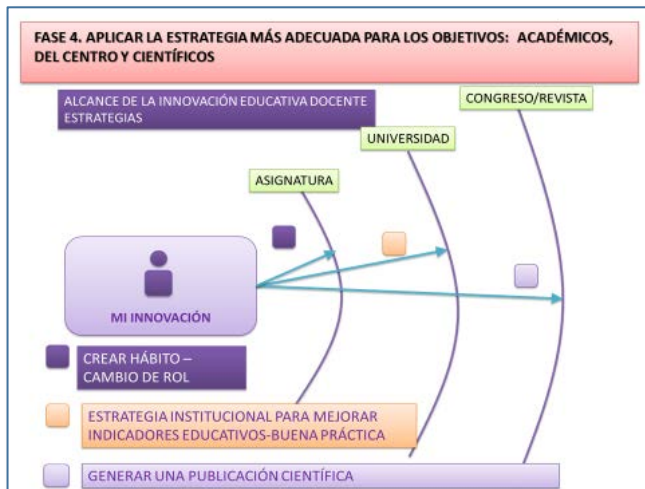 FASE 4. APLICAR LA ESTRATEGIA MÁS ADECUADA PARA LOS OBJETIVOS: ACADÉMICOS,
DEL CENTRO Y CIENTÍFICOS
CONGRESO/REVISTA
ALCANCE DE LA INNOVACIÓN EDUCATIVA DOCENTE
ESTRATEGIAS
UNIVERSIDAD
ASIGNATURA
MI INNOVACIÓN
CREAR HÁBITO –
CAMBIO DE ROL
ESTRATEGIA INSTITUCIONAL PARA MEJORAR
INDICADORES EDUCATIVOS-BUENA PRÁCTICA
GENERAR UNA PUBLICACIÓN CIENTÍFICA